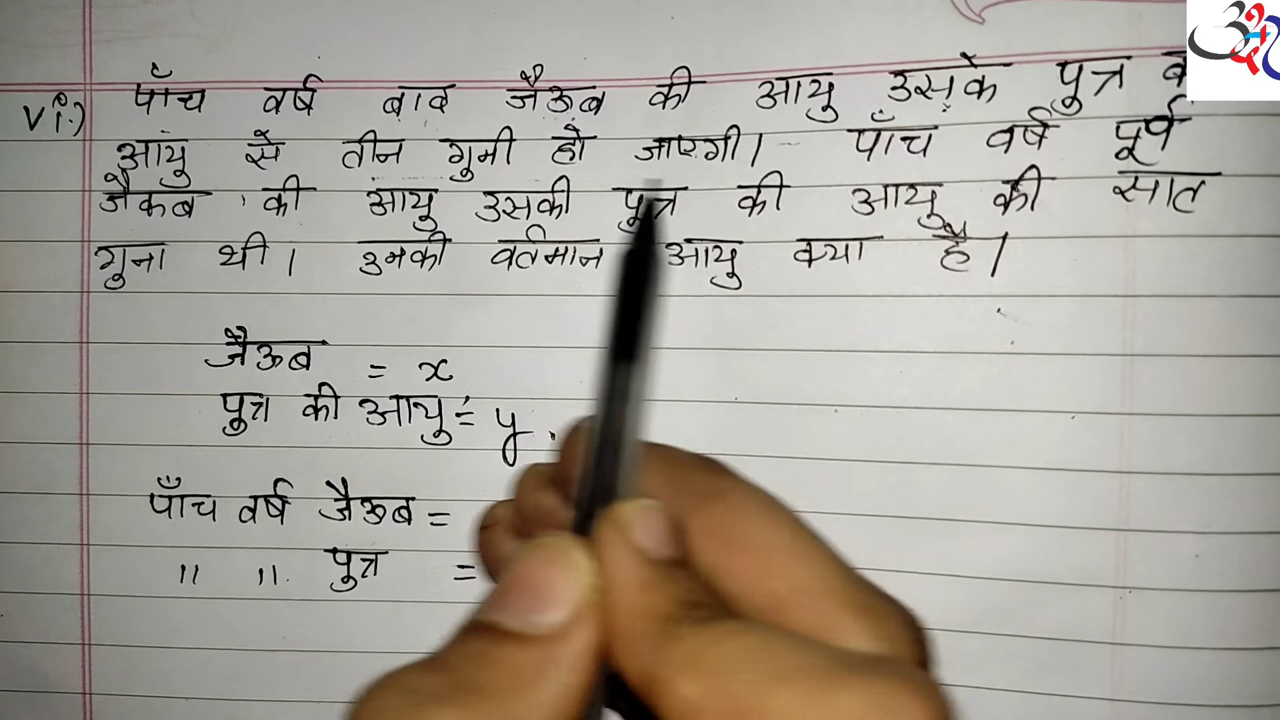 vi.) पाँच वर्ष बाद जैकब की आयु उसके पुत्र
आयु से तीन गुनी हो जाएगी। पाँच वर्ष पूर्व
जैकब की आयु उसकी पुत्र की आयु की सात
गुना थी। उनकी वर्तमान आयु क्या है।
जैकब = x
पुत्र की आयु = y
पाँच वर्ष जैकब =
" " पुत्र =